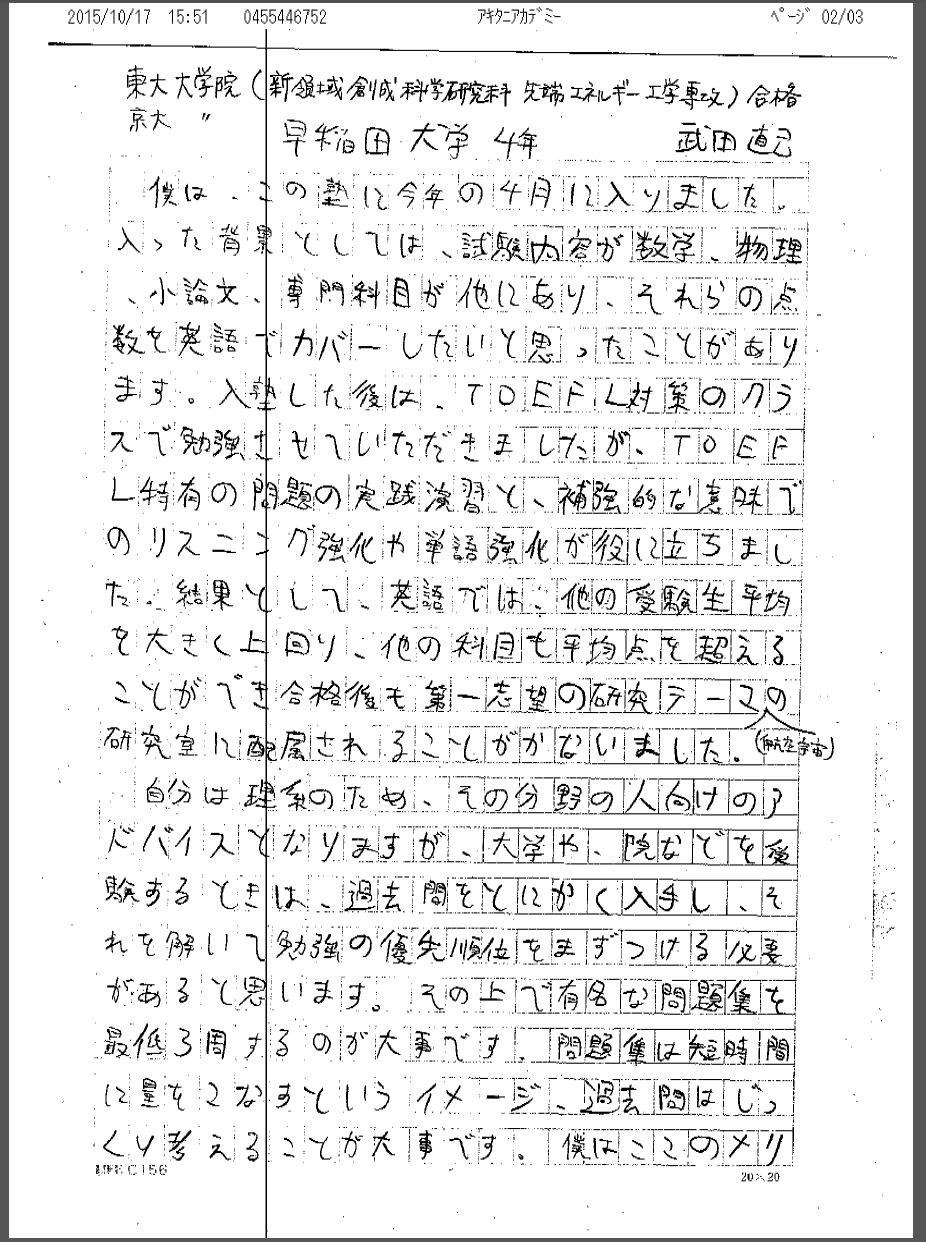 2015/10/17 15:51 0455446752 アキタニアカデミー ページ 02/03
東大大学院(新領域創成科学研究科 先端エネルギー工学専攻)合格
京大 〃
早稲田大学 4年 武田直己
僕は、この塾に今年の4月に入りました。
入った背景としては、試験内容が数学、物理
、小論文、専門科目が他にあり、それらの点
数を英語でカバーしたいと思ったことがあり
ます。入塾した後は、TOEFL対策のクラ
スで勉強させていただきましたが、TOEF
L特有の問題の実践演習と、補強的な意味で
のリスニング強化や単語強化が役に立ちまし
た。結果として、英語では、他の受験生平均
を大きく上回り、他の科目も平均点を超える
ことができ合格後も第一志望の研究テーマの
研究室に配属されることがかないました。(航空宇宙)
自分は理系のため、その分野の人向けのア
ドバイスとなりますが、大学や、院などを後
験するときは、過去問をとにかく入手し、そ
れを解いて勉強の優先順位をまずつける必要
があると思います。その上で有名な問題集を
最低3周するのが大事です。問題集は短時間
に量をこなすというイメージ、過去問はじっ
くり考えることが大事です。僕はここのメリ
20×20